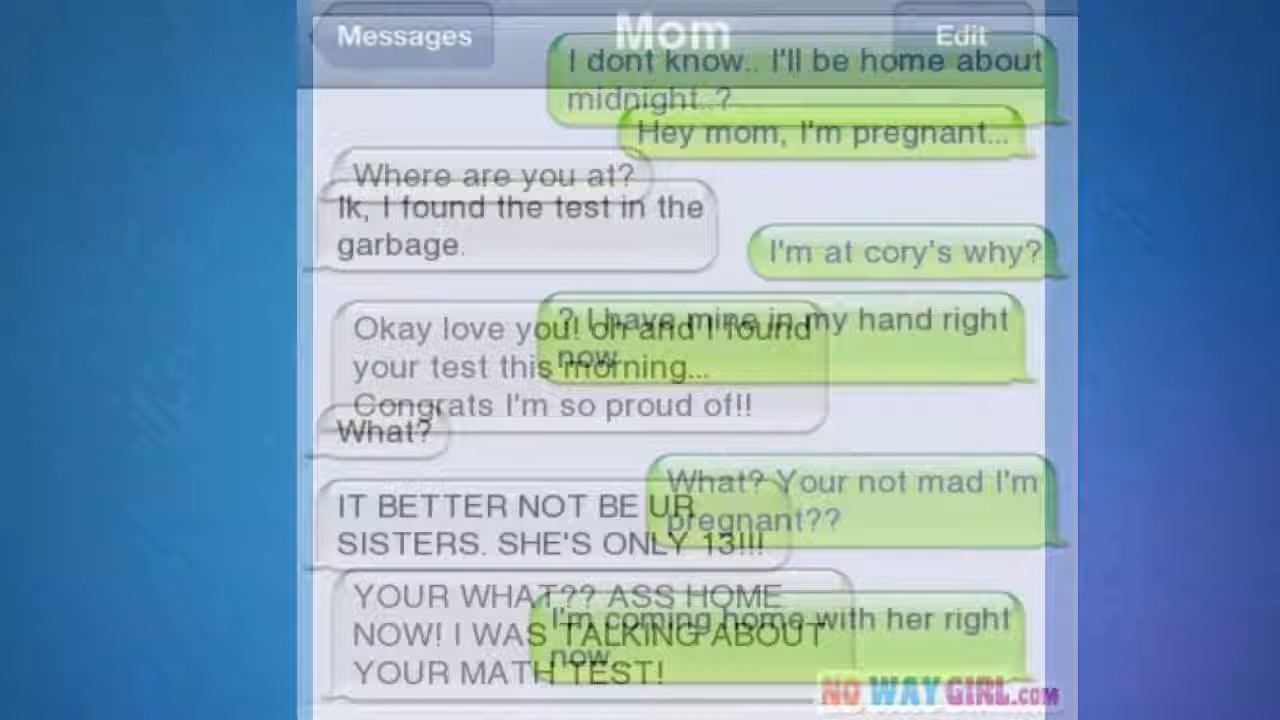 Messages
Mom
Edit
I dont know.. I'll be home about
midnight..?
Hey mom, I'm pregnant...
Where are you at?
Ik, I found the test in the
garbage.
I'm at cory's why?
? I have mine in my hand right
now
Okay love you! oh and I found
your test this morning...
Congrats I'm so proud of!!
What?
What? Your not mad I'm
pregnant??
IT BETTER NOT BE UR
SISTERS. SHE'S ONLY 13!!!
YOUR WHAT?? ASS HOME
NOW! I WAS TALKING ABOUT
YOUR MATH TEST!
I'm coming home with her right
now
NO WAY GIRL.COM